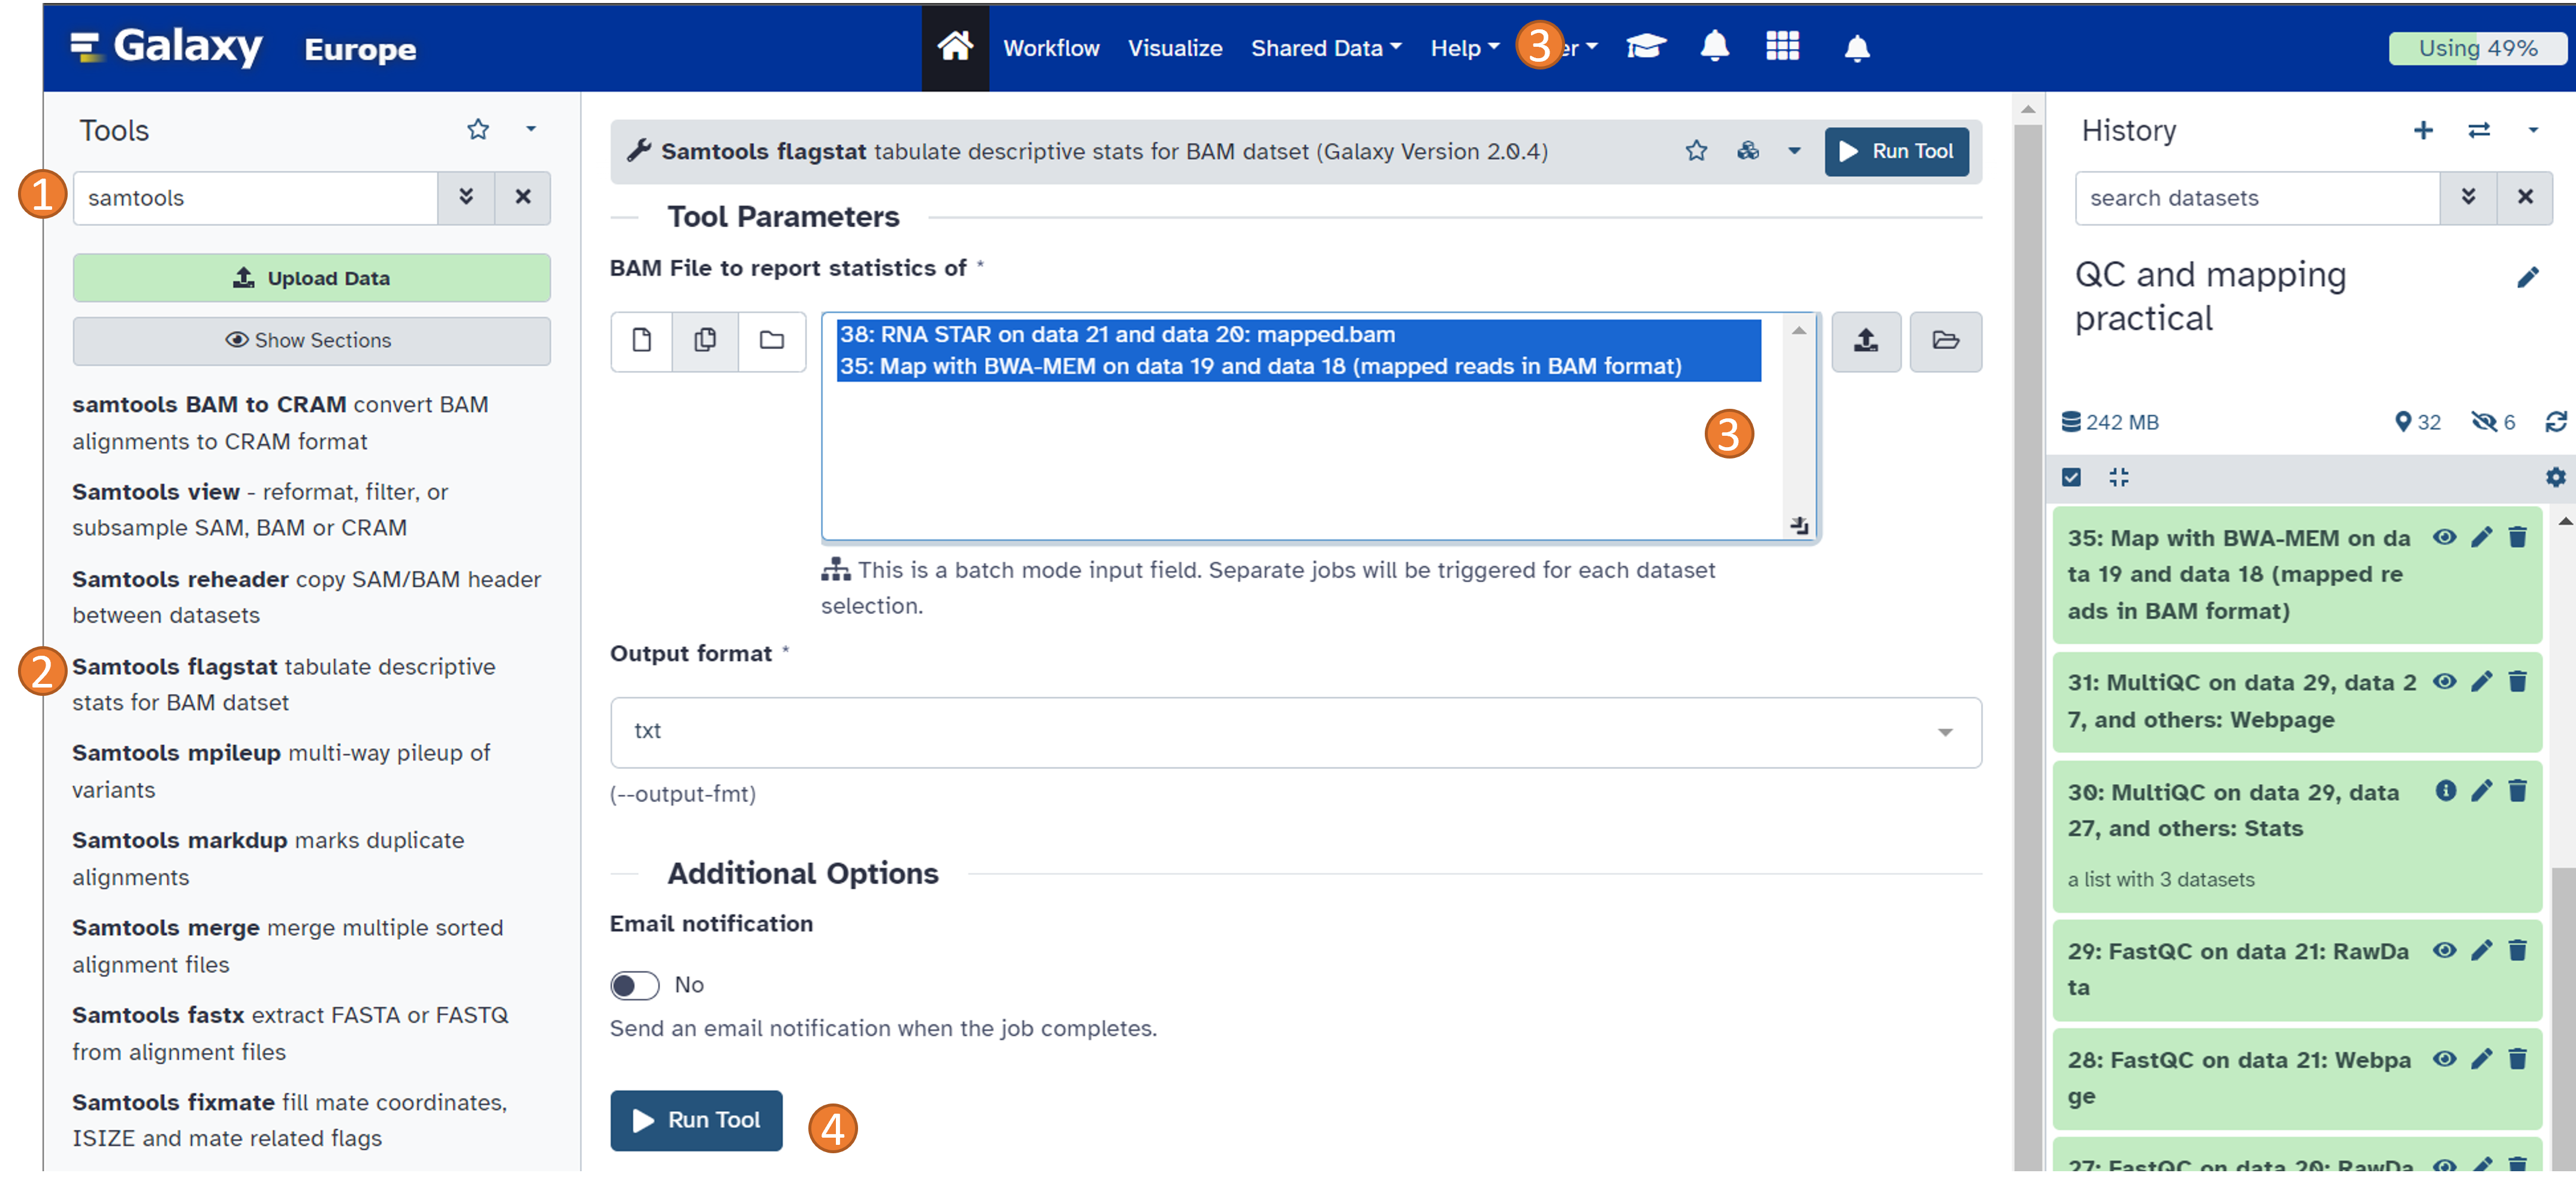 Galaxy Europe
Workflow Visualize Shared Data Help 3 er
Using 49%
Tools
1
samtools
Upload Data
Show Sections
samtools BAM to CRAM convert BAM
alignments to CRAM format
Samtools view - reformat, filter, or
subsample SAM, BAM or CRAM
Samtools reheader copy SAM/BAM header
between datasets
2
Samtools flagstat tabulate descriptive
stats for BAM datset
Samtools mpileup multi-way pileup of
variants
Samtools markdup marks duplicate
alignments
Samtools merge merge multiple sorted
alignment files
Samtools fastx extract FASTA or FASTQ
from alignment files
Samtools fixmate fill mate coordinates,
ISIZE and mate related flags
Samtools flagstat tabulate descriptive stats for BAM datset (Galaxy Version 2.0.4)
Run Tool
Tool Parameters
BAM File to report statistics of *
38: RNA STAR on data 21 and data 20: mapped.bam
35: Map with BWA-MEM on data 19 and data 18 (mapped reads in BAM format)
3
This is a batch mode input field. Separate jobs will be triggered for each dataset
selection.
Output format *
txt
(--output-fmt)
Additional Options
Email notification
No
Send an email notification when the job completes.
Run Tool
4
History
search datasets
QC and mapping
practical
242 MB
32
6
35: Map with BWA-MEM on da
ta 19 and data 18 (mapped re
ads in BAM format)
31: MultiQC on data 29, data 2
7, and others: Webpage
30: MultiQC on data 29, data
27, and others: Stats
a list with 3 datasets
29: FastQC on data 21: RawDa
ta
28: FastQC on data 21: Webpa
ge
27: FastQC on data 20: RawDa